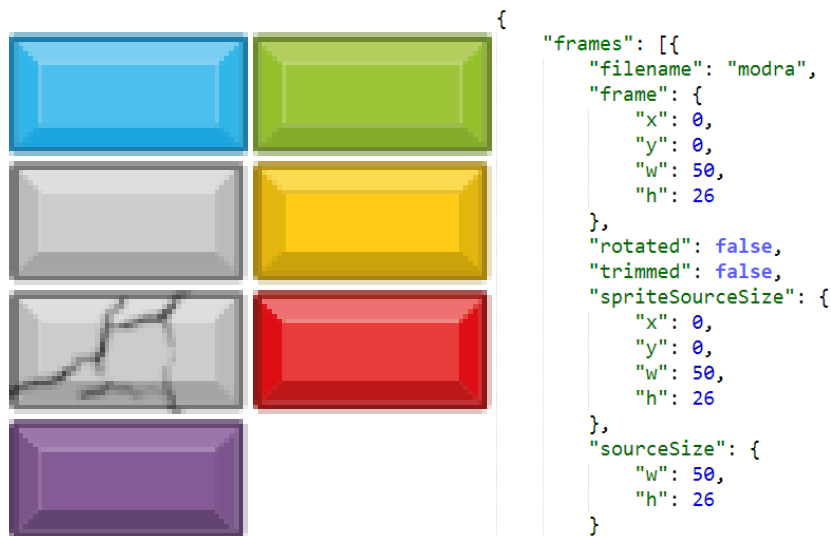 {
"frames": [{
"filename": "modra",
"frame": {
"x": 0,
"y": 0,
"w": 50,
"h": 26
},
"rotated": false,
"trimmed": false,
"spriteSourceSize": {
"x": 0,
"y": 0,
"w": 50,
"h": 26
},
"sourceSize": {
"w": 50,
"h": 26
}